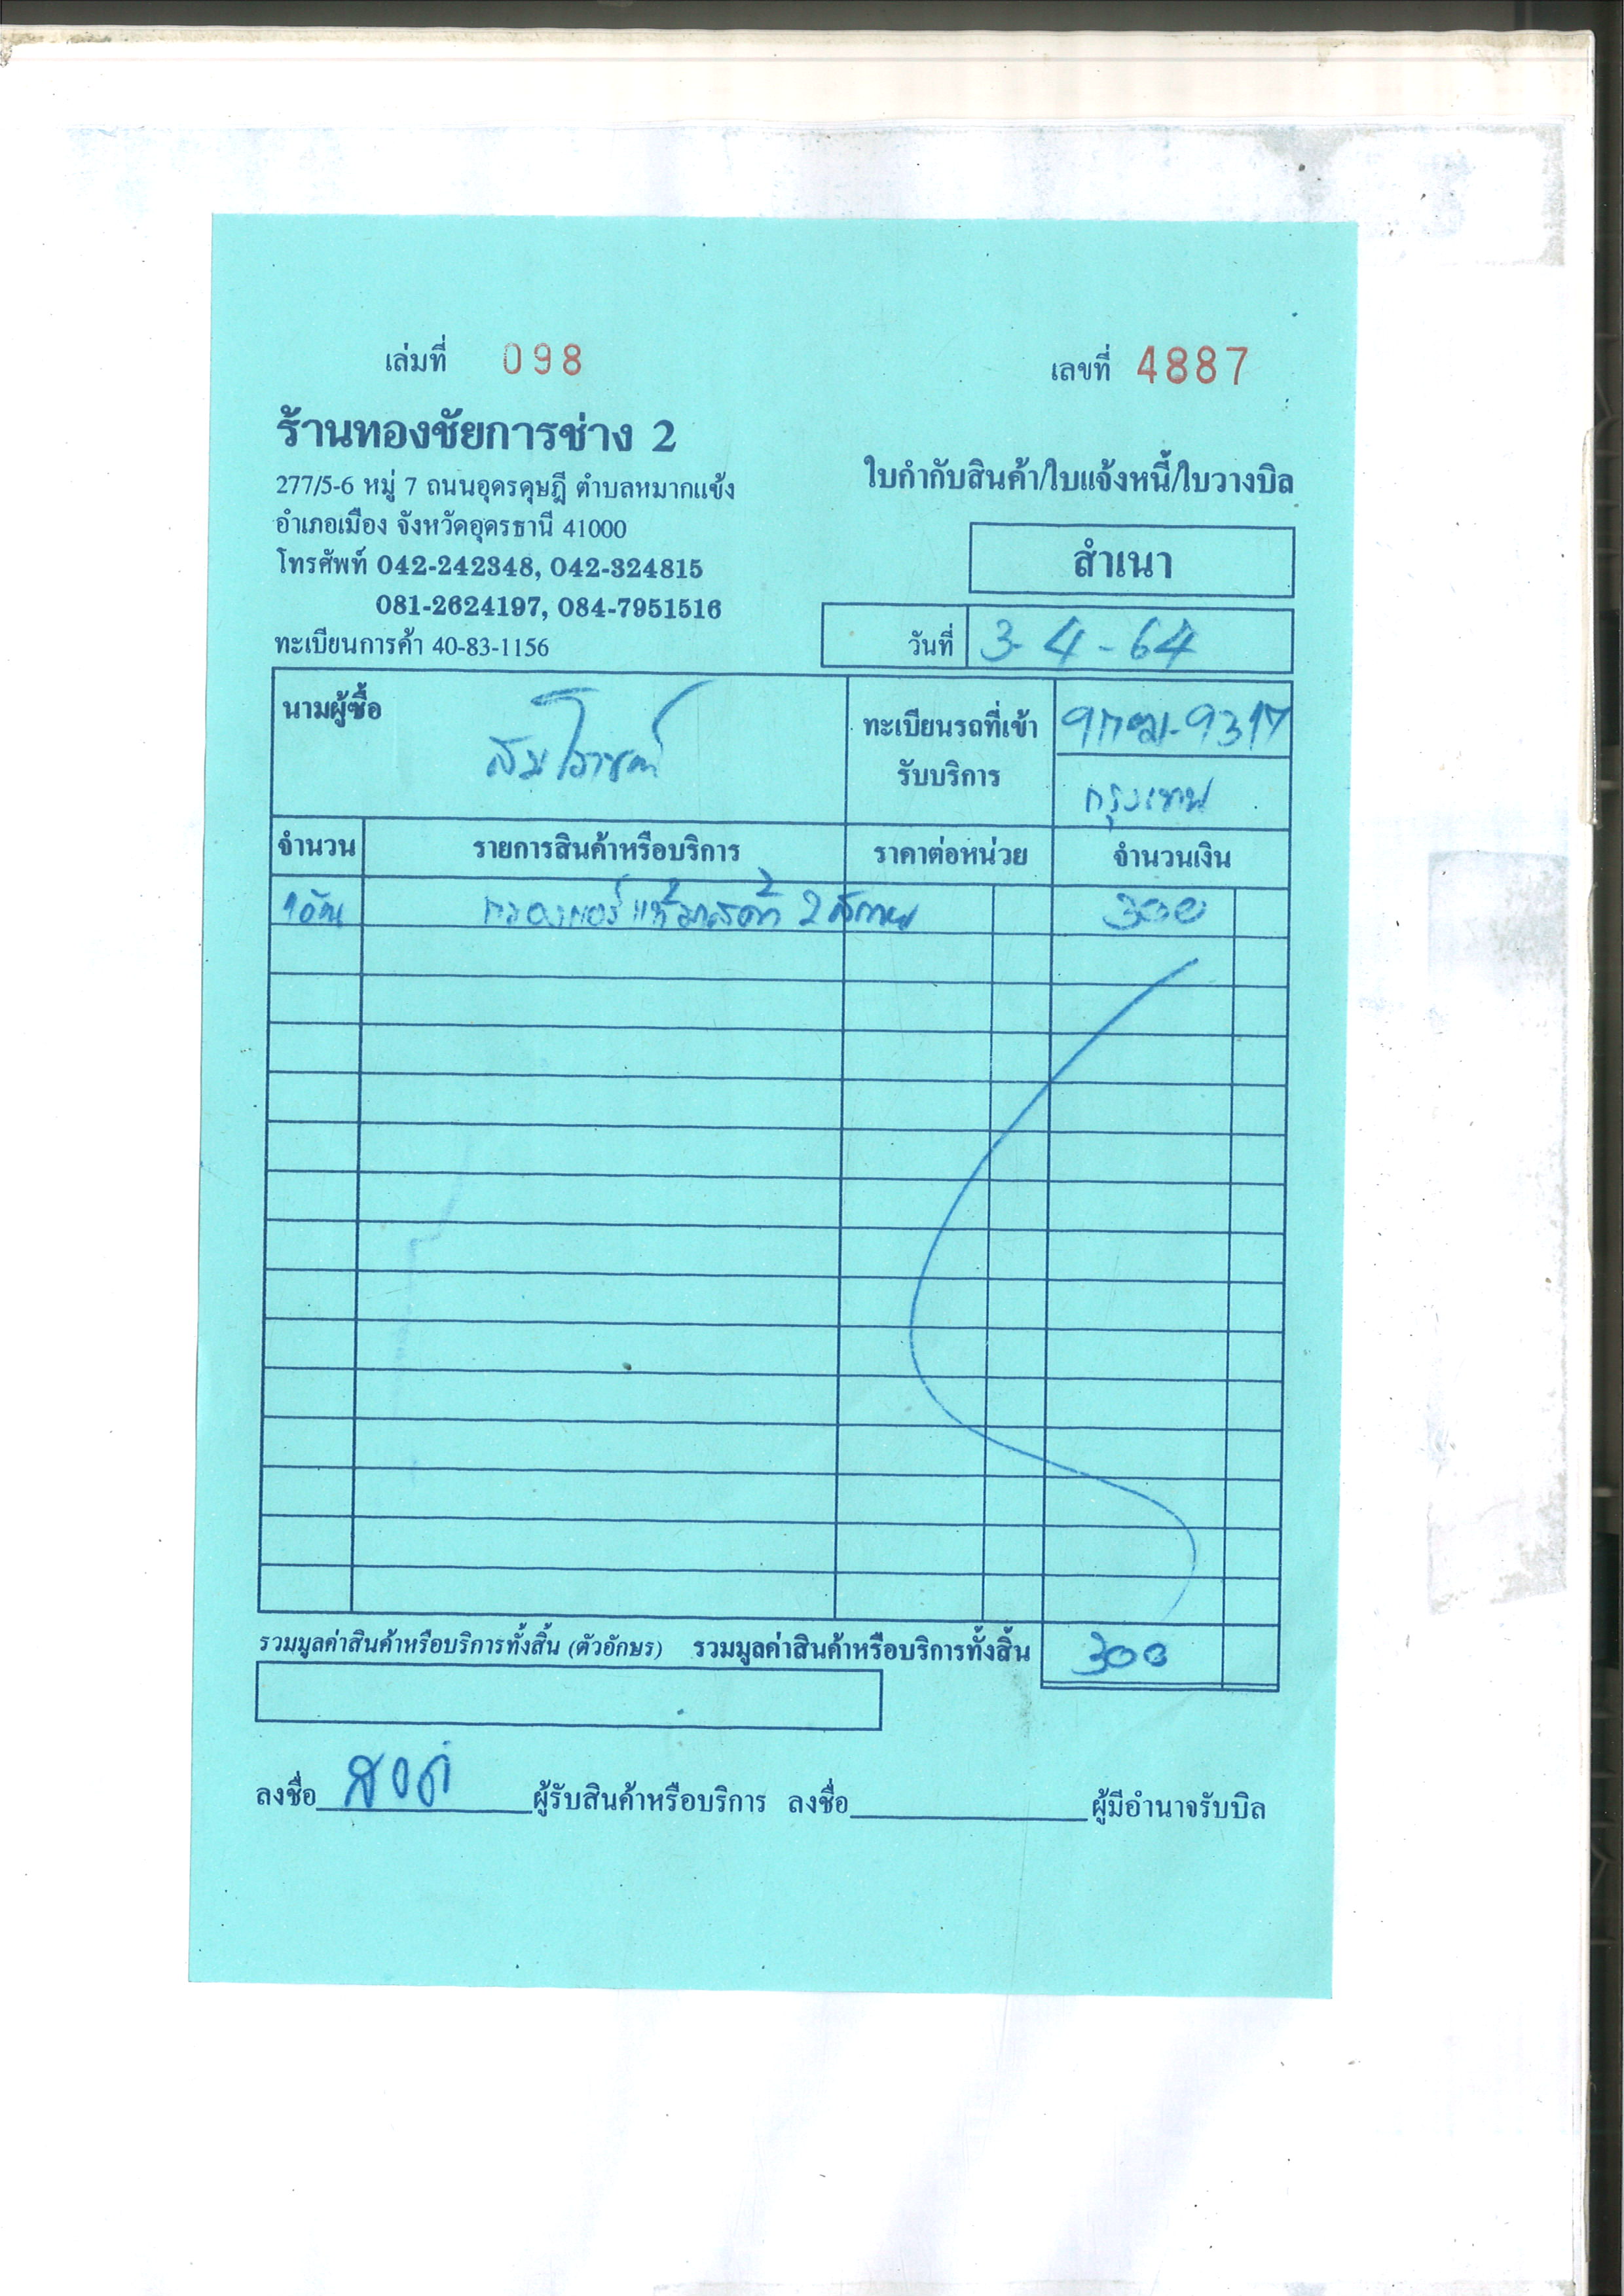 เล่มที่ 098
เลขที่ 4887
ร้านทองชัยการช่าง 2
277/5-6 หมู่ 7 ถนนอุดรดุษฎี ตำบลหมากแข้ง
อำเภอเมือง จังหวัดอุดรธานี 41000
โทรศัพท์ 042-242348, 042-324815
081-2624197, 084-7951516
ทะเบียนการค้า 40-83-1156
ใบกำกับสินค้า/ใบแจ้งหนี้/ใบวางบิล
สำเนา
วันที่ 3-4-64
นามผู้ซื้อ
ทะเบียนรถที่เข้า
รับบริการ
กรุงเทพ
จำนวน รายการสินค้าหรือบริการ ราคาต่อหน่วย จำนวนเงิน
300
รวมมูลค่าสินค้าหรือบริการทั้งสิ้น (ตัวอักษร) รวมมูลค่าสินค้าหรือบริการทั้งสิ้น 300
ลงชื่อ ผู้รับสินค้าหรือบริการ ลงชื่อ ผู้มีอำนาจรับบิล